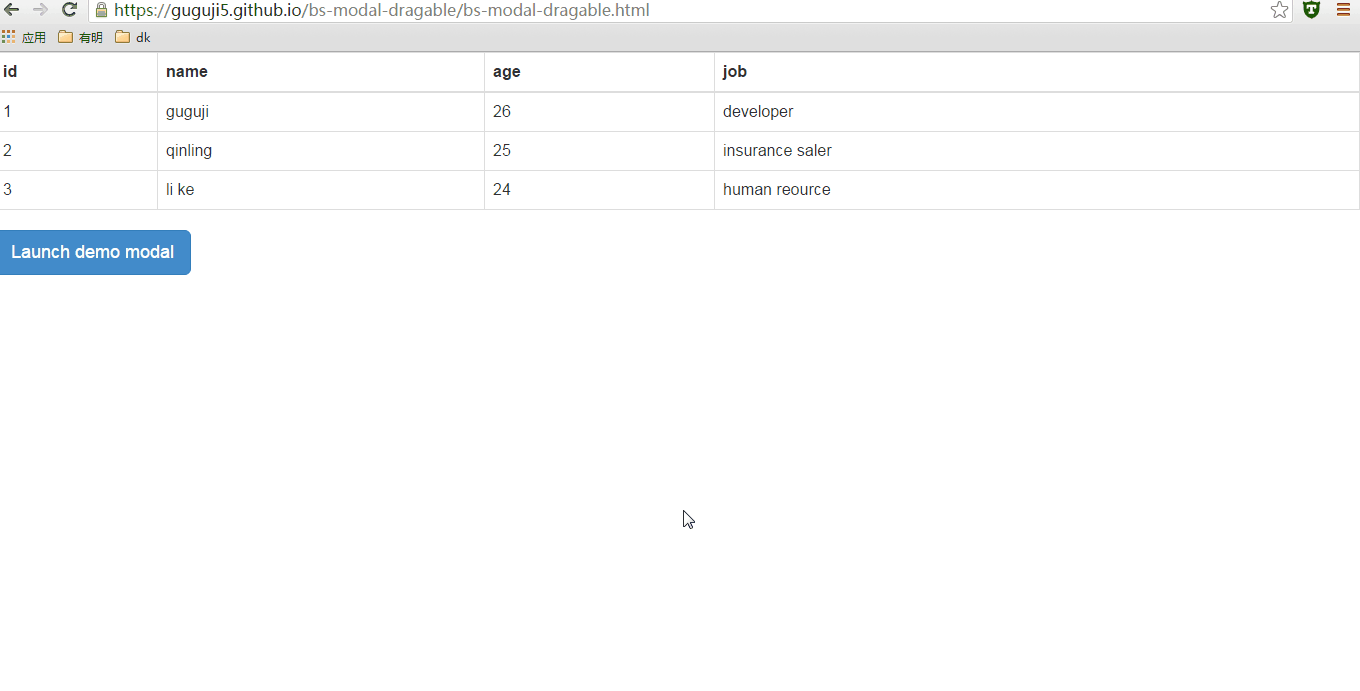 https://guguji5.github.io/bs-modal-dragable/bs-modal-dragable.html
应用 有明 dk
id name age job
1 guguji 26 developer
2 qinling 25 insurance saler
3 li ke 24 human reource
Launch demo modal